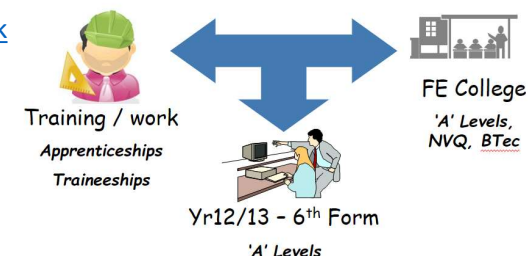 k
Training / work
Apprenticeships
Traineeships
FE College
'A' Levels,
NVQ, BTec
Yr12/13 - 6th Form
'A' Levels